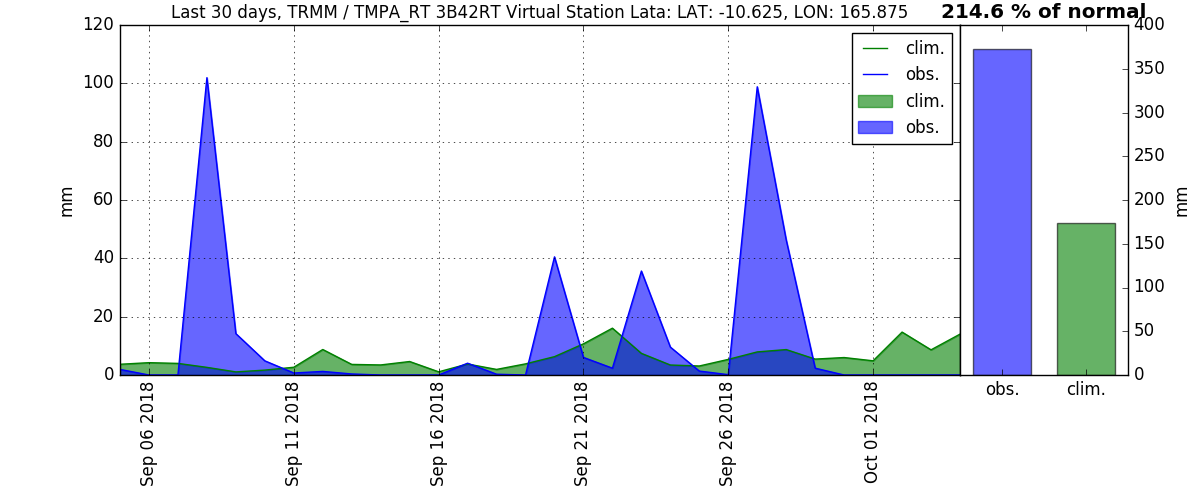 Last 30 days, TRMM / TMPA_RT 3B42RT Virtual Station Lata: LAT: -10.625, LON: 165.875
214.6 % of normal
120
100
80
60
40
20
0
mm
clim.
obs.
clim.
obs.
Sep 06 2018
Sep 11 2018
Sep 16 2018
Sep 21 2018
Sep 26 2018
Oct 01 2018
400
350
300
250
200
150
100
50
0
mm
obs.
clim.